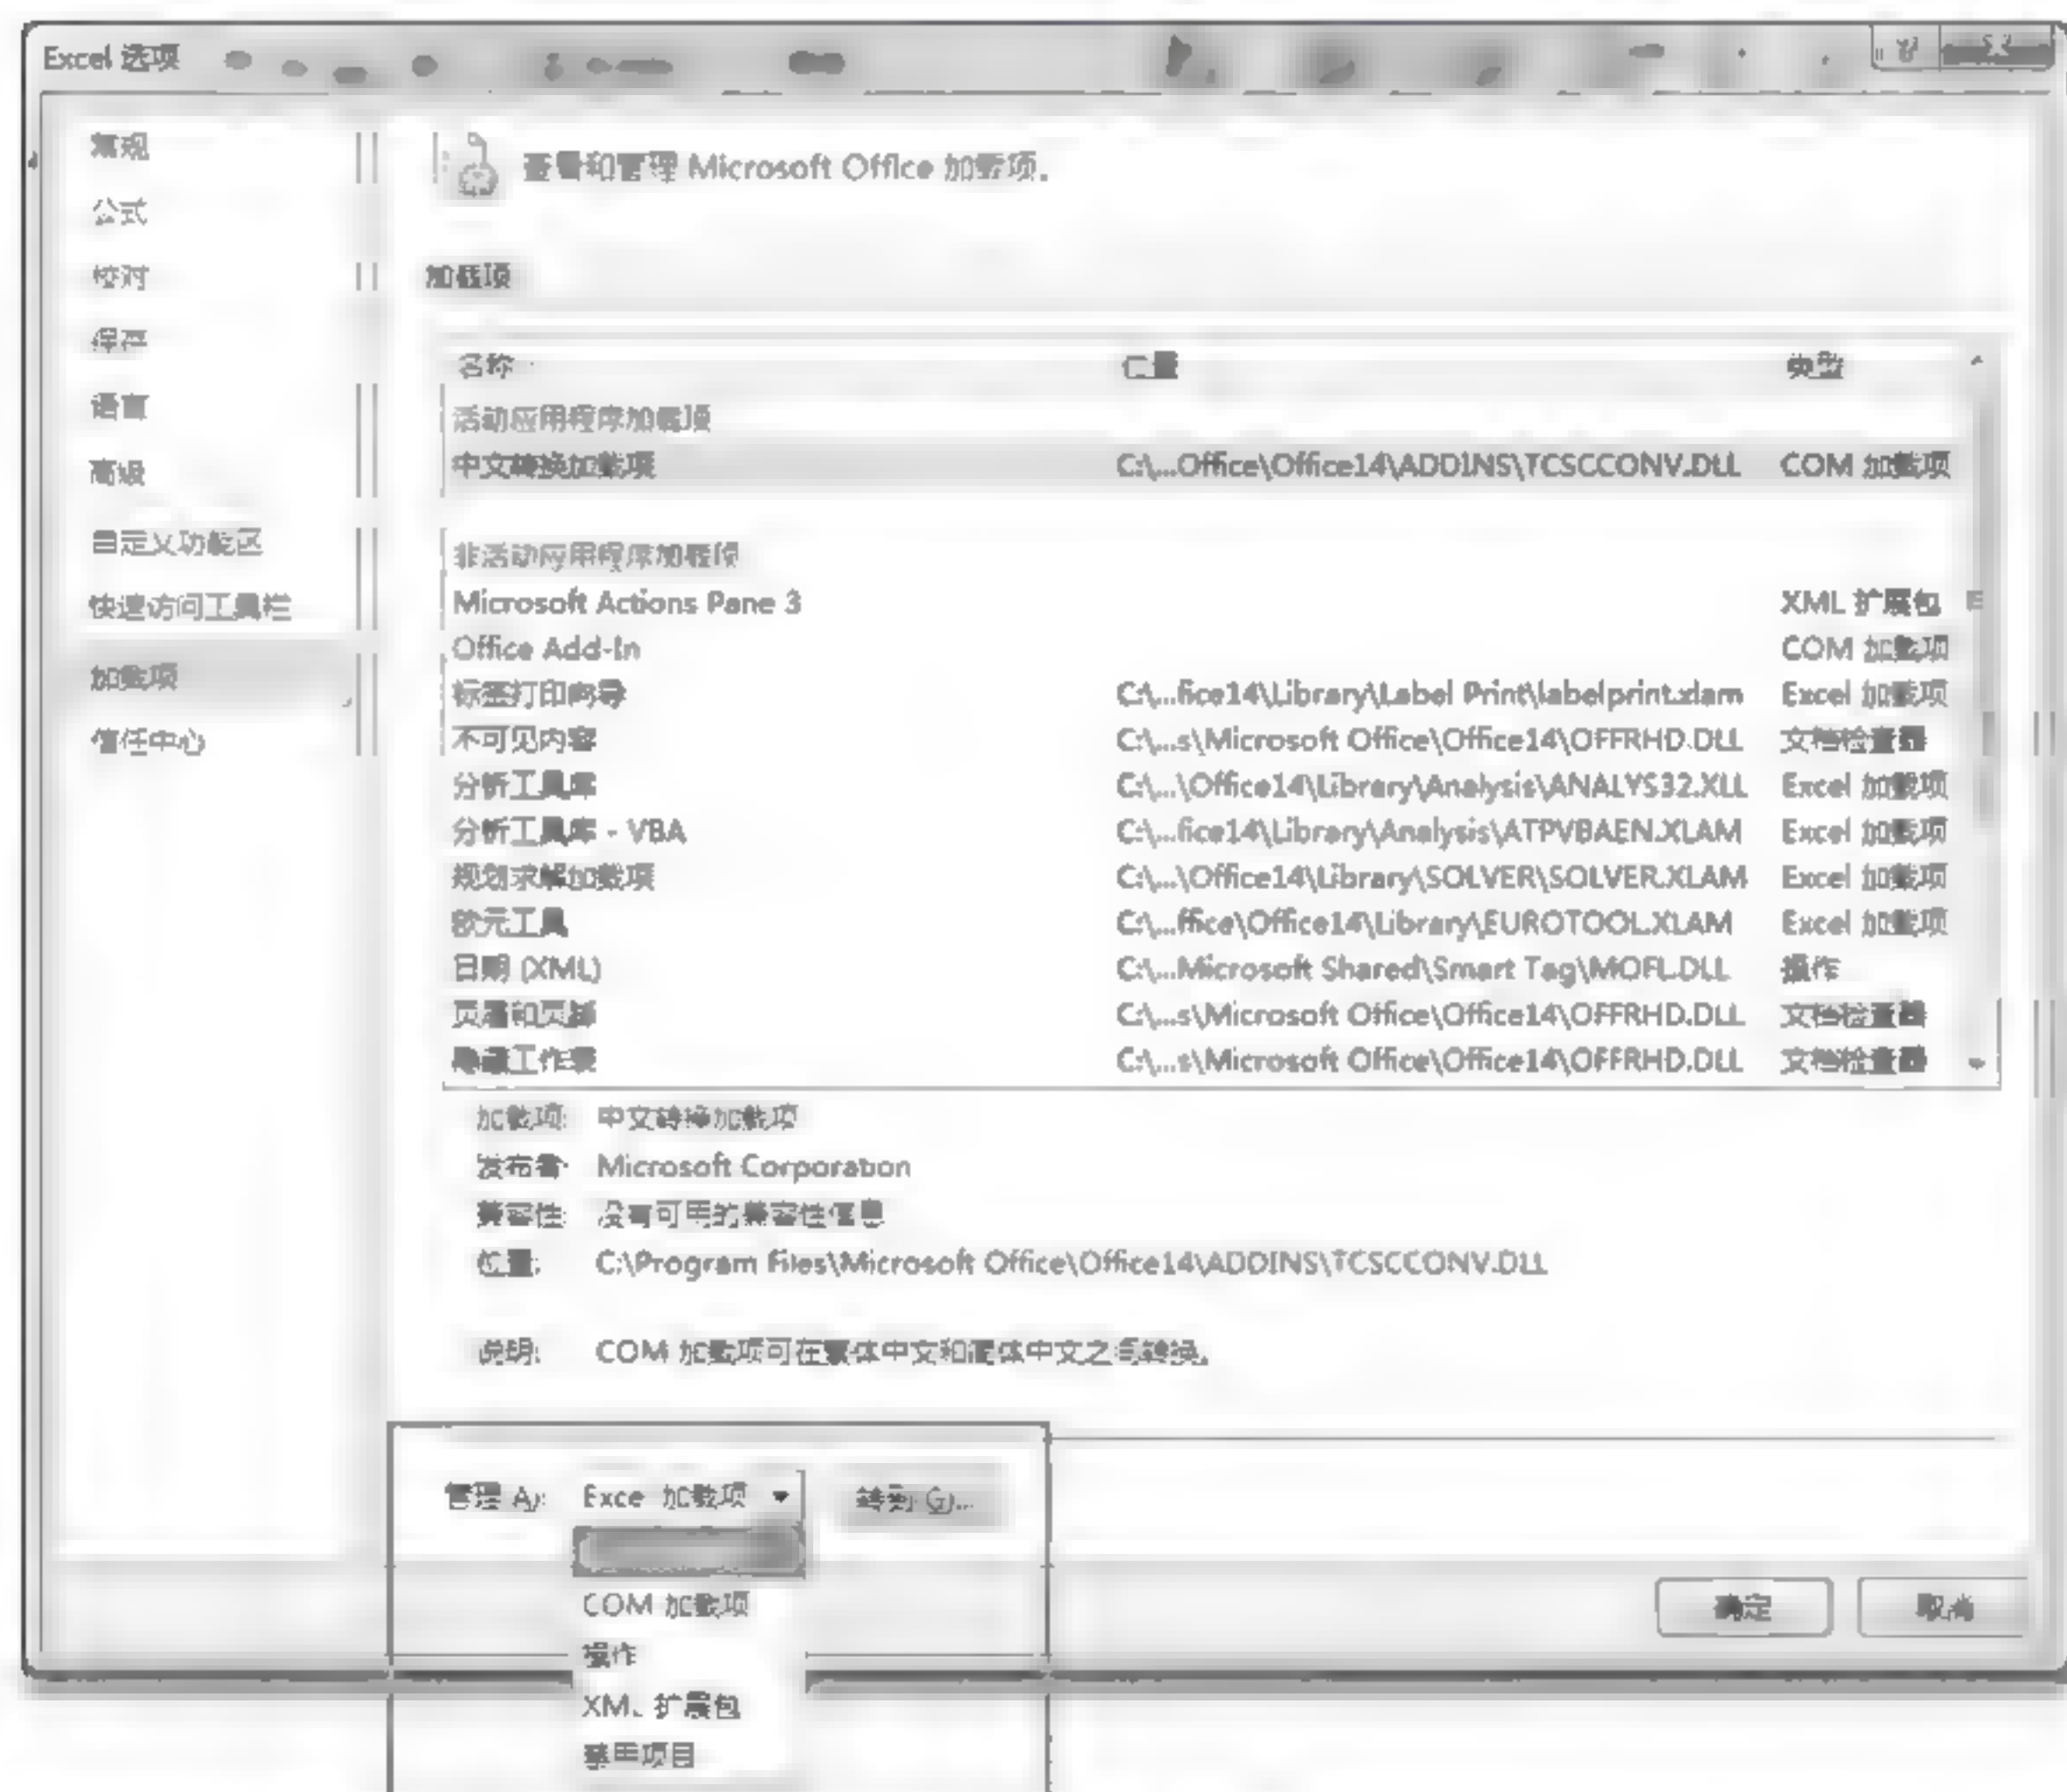 Excel 选项
常规
公式
校对
保存
语言
高级
自定义功能区
快速访问工具栏
加载项
信任中心
查看和管理 Microsoft Office 加载项。
加载项
名称 位置 类型
活动应用程序加载项
中文转换加载项 C:\...Office\Office14\ADDINS\TCSCCONV.DLL COM 加载项
非活动应用程序加载项
Microsoft Actions Pane 3 XML 扩展包
Office Add-In COM 加载项
标签打印向导 C:\...fice14\Library\Label Print\labelprint.xlam Excel 加载项
不可见内容 C:\...s\Microsoft Office\Office14\OFFRHD.DLL 文档检查器
分析工具库 C:\...\Office14\Library\Analysis\ANALYS32.XLL Excel 加载项
分析工具库 - VBA C:\...fice14\Library\Analysis\ATPVBAEN.XLAM Excel 加载项
规划求解加载项 C:\...\Office14\Library\SOLVER\SOLVER.XLAM Excel 加载项
欧元工具 C:\...ffice\Office14\Library\EUROTOOL.XLAM Excel 加载项
日期 (XML) C:\...Microsoft Shared\Smart Tag\MOFL.DLL 操作
页眉和页脚 C:\...s\Microsoft Office\Office14\OFFRHD.DLL 文档检查器
隐藏工作表 C:\...s\Microsoft Office\Office14\OFFRHD.DLL 文档检查器
加载项: 中文转换加载项
发布者: Microsoft Corporation
兼容性: 没有可用的兼容性信息
位置: C:\Program Files\Microsoft Office\Office14\ADDINS\TCSCCONV.DLL
说明: COM 加载项可在繁体中文和简体中文之间转换。
管理(A): Excel 加载项 转到(G)...
COM 加载项
操作
XML 扩展包
禁用项目
确定 取消